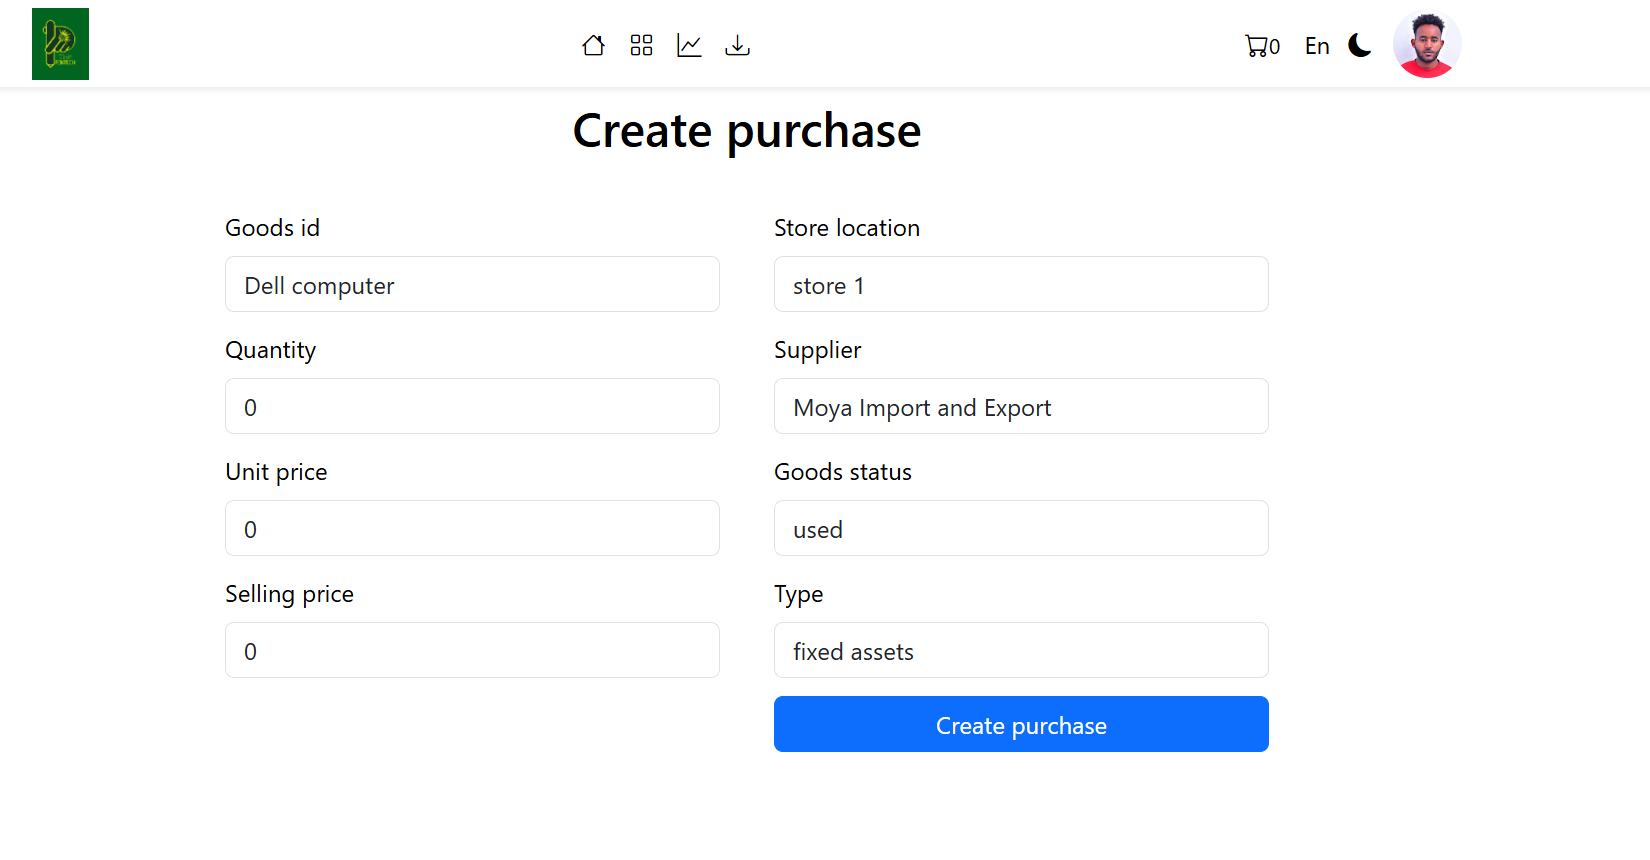 0 En
Create purchase
Goods id
Dell computer
Quantity
0
Unit price
0
Selling price
0
Store location
store 1
Supplier
Moya Import and Export
Goods status
used
Type
fixed assets
Create purchase